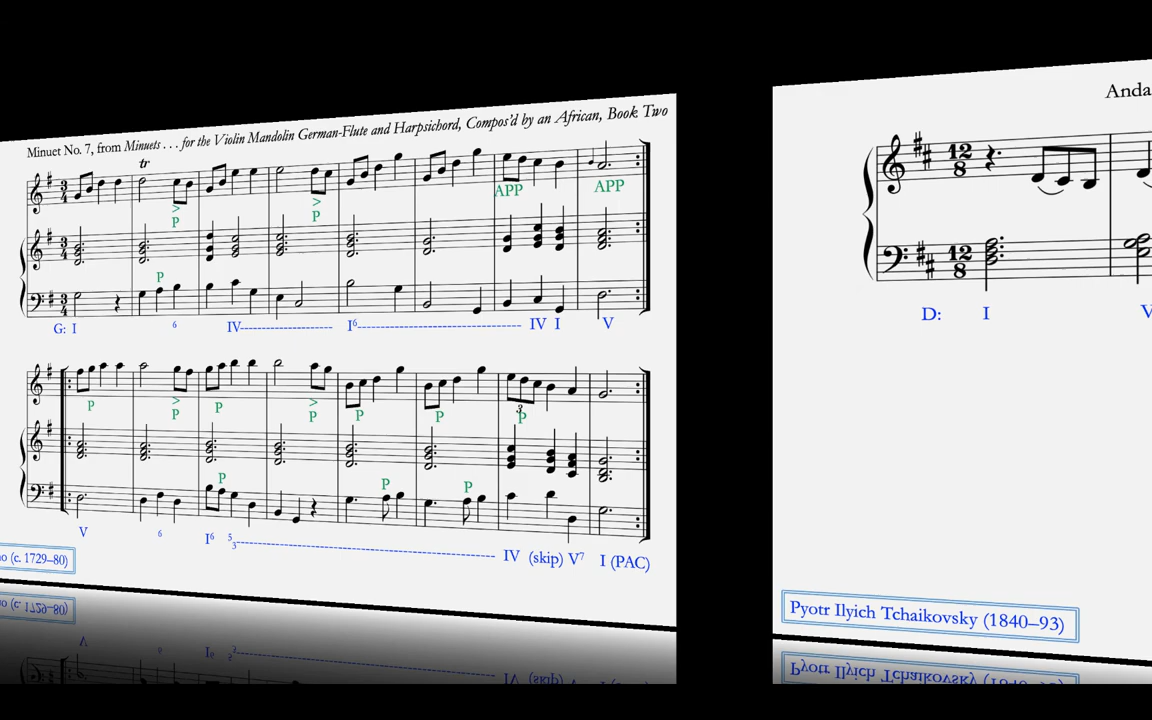 Minuet No. 7, from Minuets . . . for the Violin Mandolin German-Flute and Harpsichord, Compos'd by an African, Book Two
tr
>
P
>
P
APP
APP
P
G: I
6
IV
I6
IV I
V
P
>
P
P
>
P
P
P
3
P
P
P
P
V
6
I6
5
3
IV (skip) V7 I (PAC)
(c. 1729–80)
D: I
Pyotr Ilyich Tchaikovsky (1840–93)